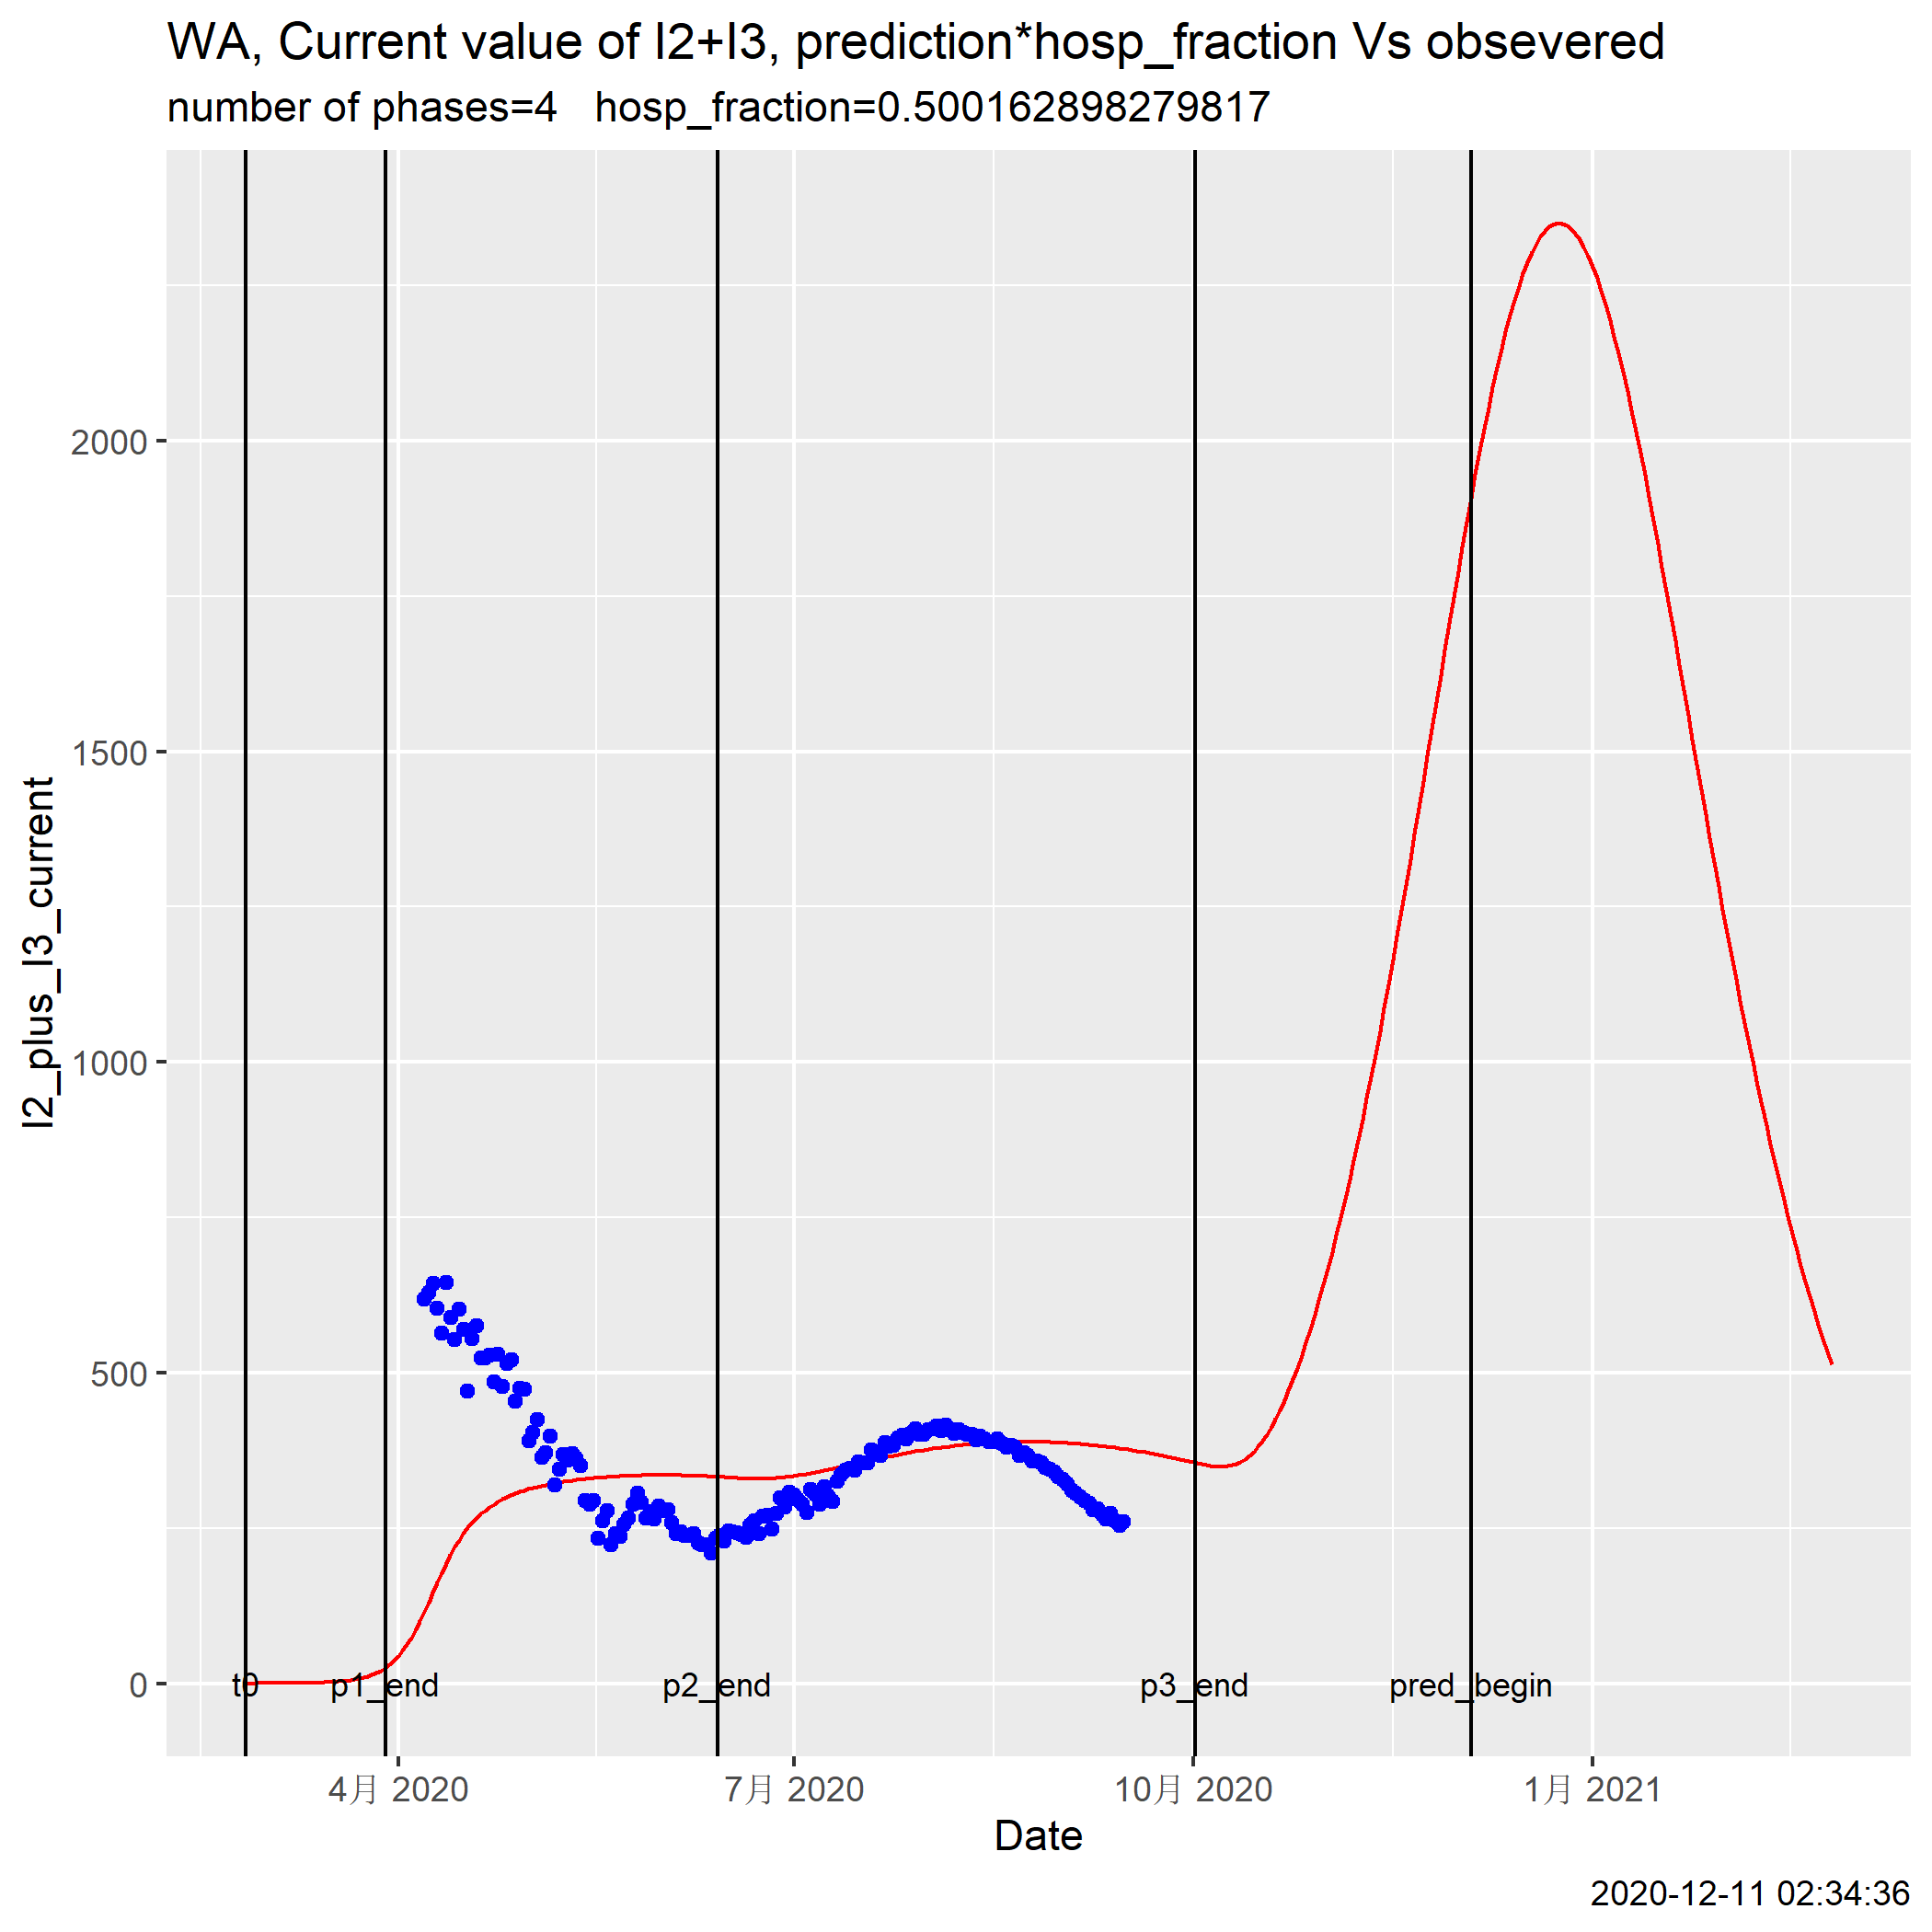 WA, Current value of I2+I3, prediction*hosp_fraction Vs obsevered
number of phases=4   hosp_fraction=0.500162898279817
I2_plus_I3_current
2000
1500
1000
500
0
t0
p1_end
p2_end
p3_end
pred_begin
4月 2020
7月 2020
10月 2020
1月 2021
Date
2020-12-11 02:34:36